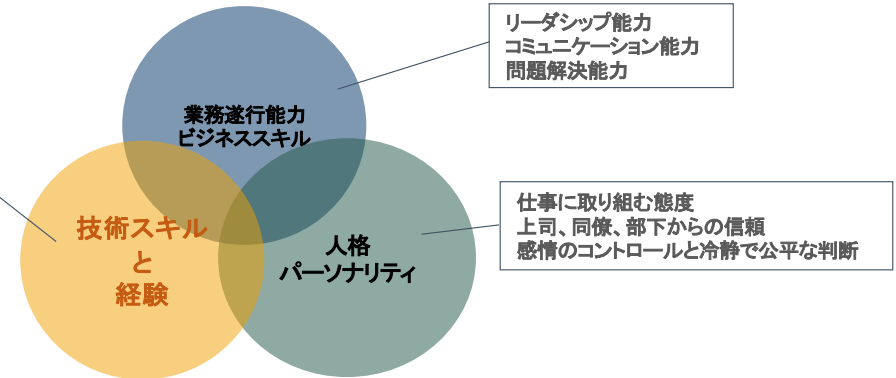 リーダシップ能力
コミュニケーション能力
問題解決能力
業務遂行能力
ビジネススキル
仕事に取り組む態度
上司、同僚、部下からの信頼
感情のコントロールと冷静で公平な判断
技術スキル
と
経験
人格
パーソナリティ